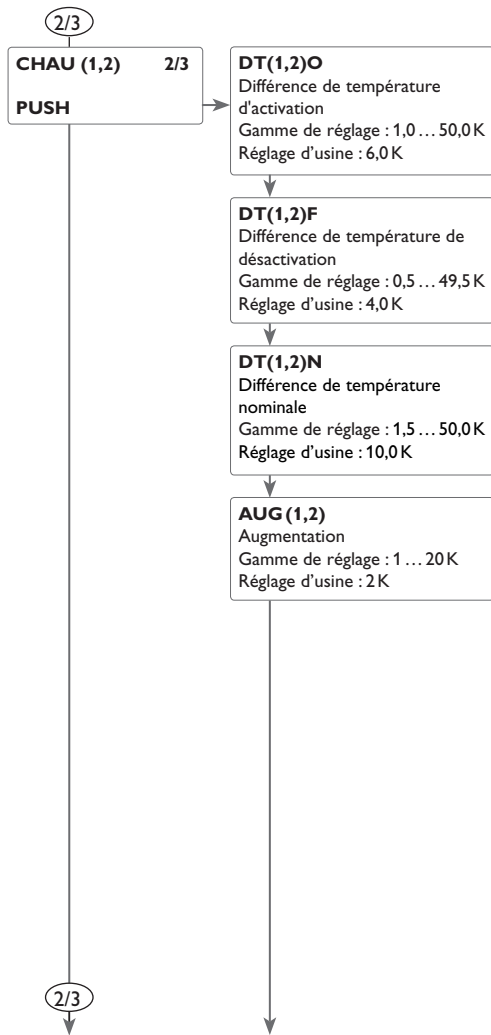 2/3
CHAU (1,2) 2/3
PUSH
DT(1,2)O
Différence de température
d'activation
Gamme de réglage : 1,0 … 50,0 K
Réglage d’usine : 6,0 K
DT(1,2)F
Différence de température de
désactivation
Gamme de réglage : 0,5 … 49,5 K
Réglage d’usine : 4,0 K
DT(1,2)N
Différence de température
nominale
Gamme de réglage : 1,5 … 50,0 K
Réglage d’usine : 10,0 K
AUG (1,2)
Augmentation
Gamme de réglage : 1 … 20 K
Réglage d’usine : 2 K
2/3